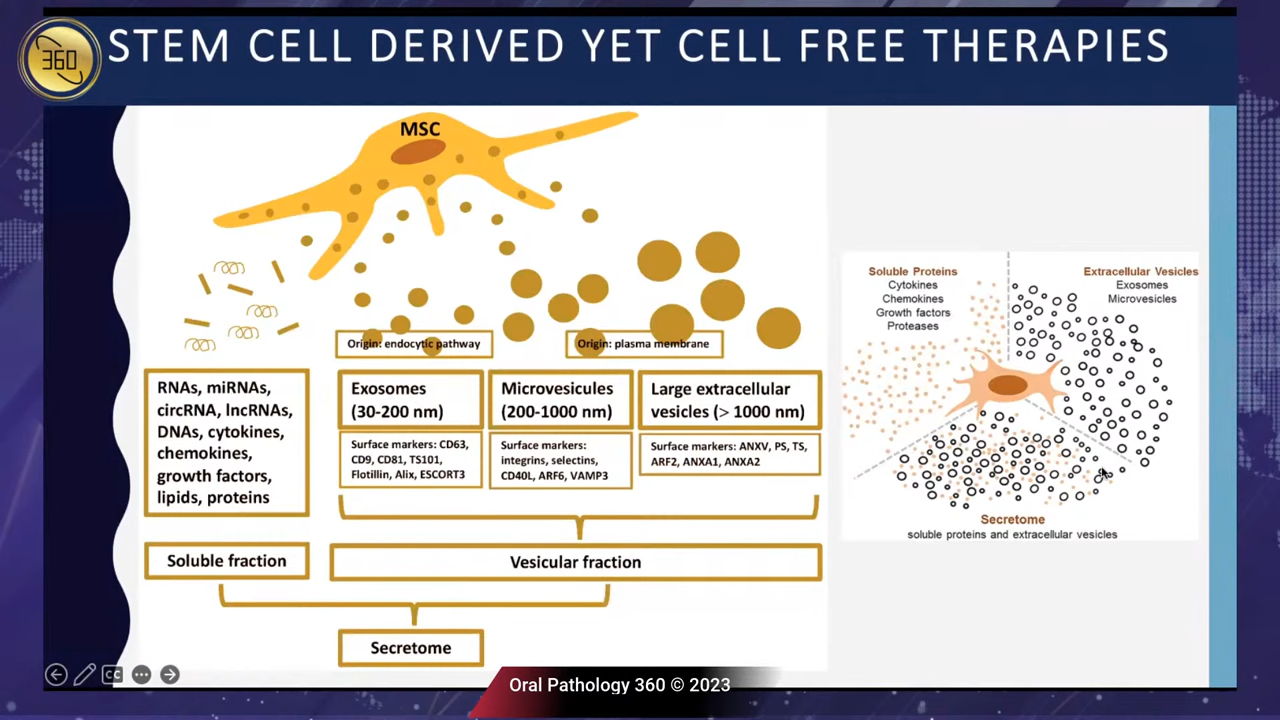 360
STEM CELL DERIVED YET CELL FREE THERAPIES
MSC
Origin: endocytic pathway
Origin: plasma membrane
RNAs, miRNAs,
circRNA, lncRNAs,
DNAs, cytokines,
chemokines,
growth factors,
lipids, proteins
Exosomes
(30-200 nm)
Surface markers: CD63,
CD9, CD81, TS101,
Flotillin, Alix, ESCORT3
Microvesicules
(200-1000 nm)
Surface markers:
integrins, selectins,
CD40L, ARF6, VAMP3
Large extracellular
vesicles (> 1000 nm)
Surface markers: ANXV, PS, TS,
ARF2, ANXA1, ANXA2
Soluble fraction
Vesicular fraction
Secretome
Soluble Proteins
Cytokines
Chemokines
Growth factors
Proteases
Extracellular Vesicles
Exosomes
Microvesicles
Secretome
soluble proteins and extracellular vesicles
CC
Oral Pathology 360 © 2023